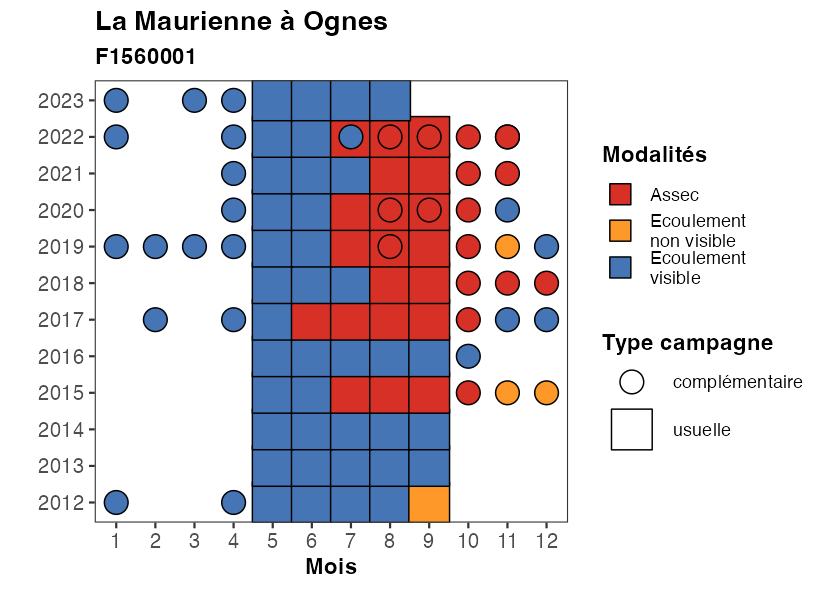 La Maurienne à Ognes
F1560001
2023
2022
2021
2020
2019
2018
2017
2016
2015
2014
2013
2012
1 2 3 4 5 6 7 8 9 10 11 12
Mois
Modalités
Assec
Ecoulement
non visible
Ecoulement
visible
Type campagne
complémentaire
usuelle